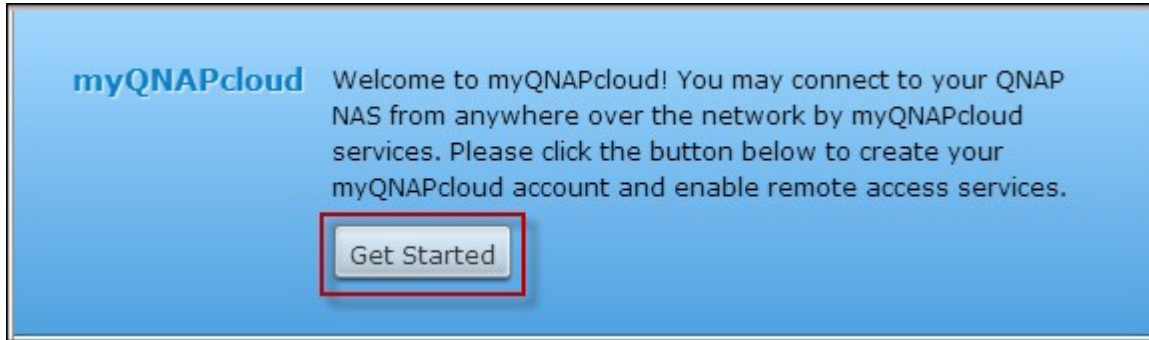 myQNAPcloud
Welcome to myQNAPcloud! You may connect to your QNAP
NAS from anywhere over the network by myQNAPcloud
services. Please click the button below to create your
myQNAPcloud account and enable remote access services.
Get Started